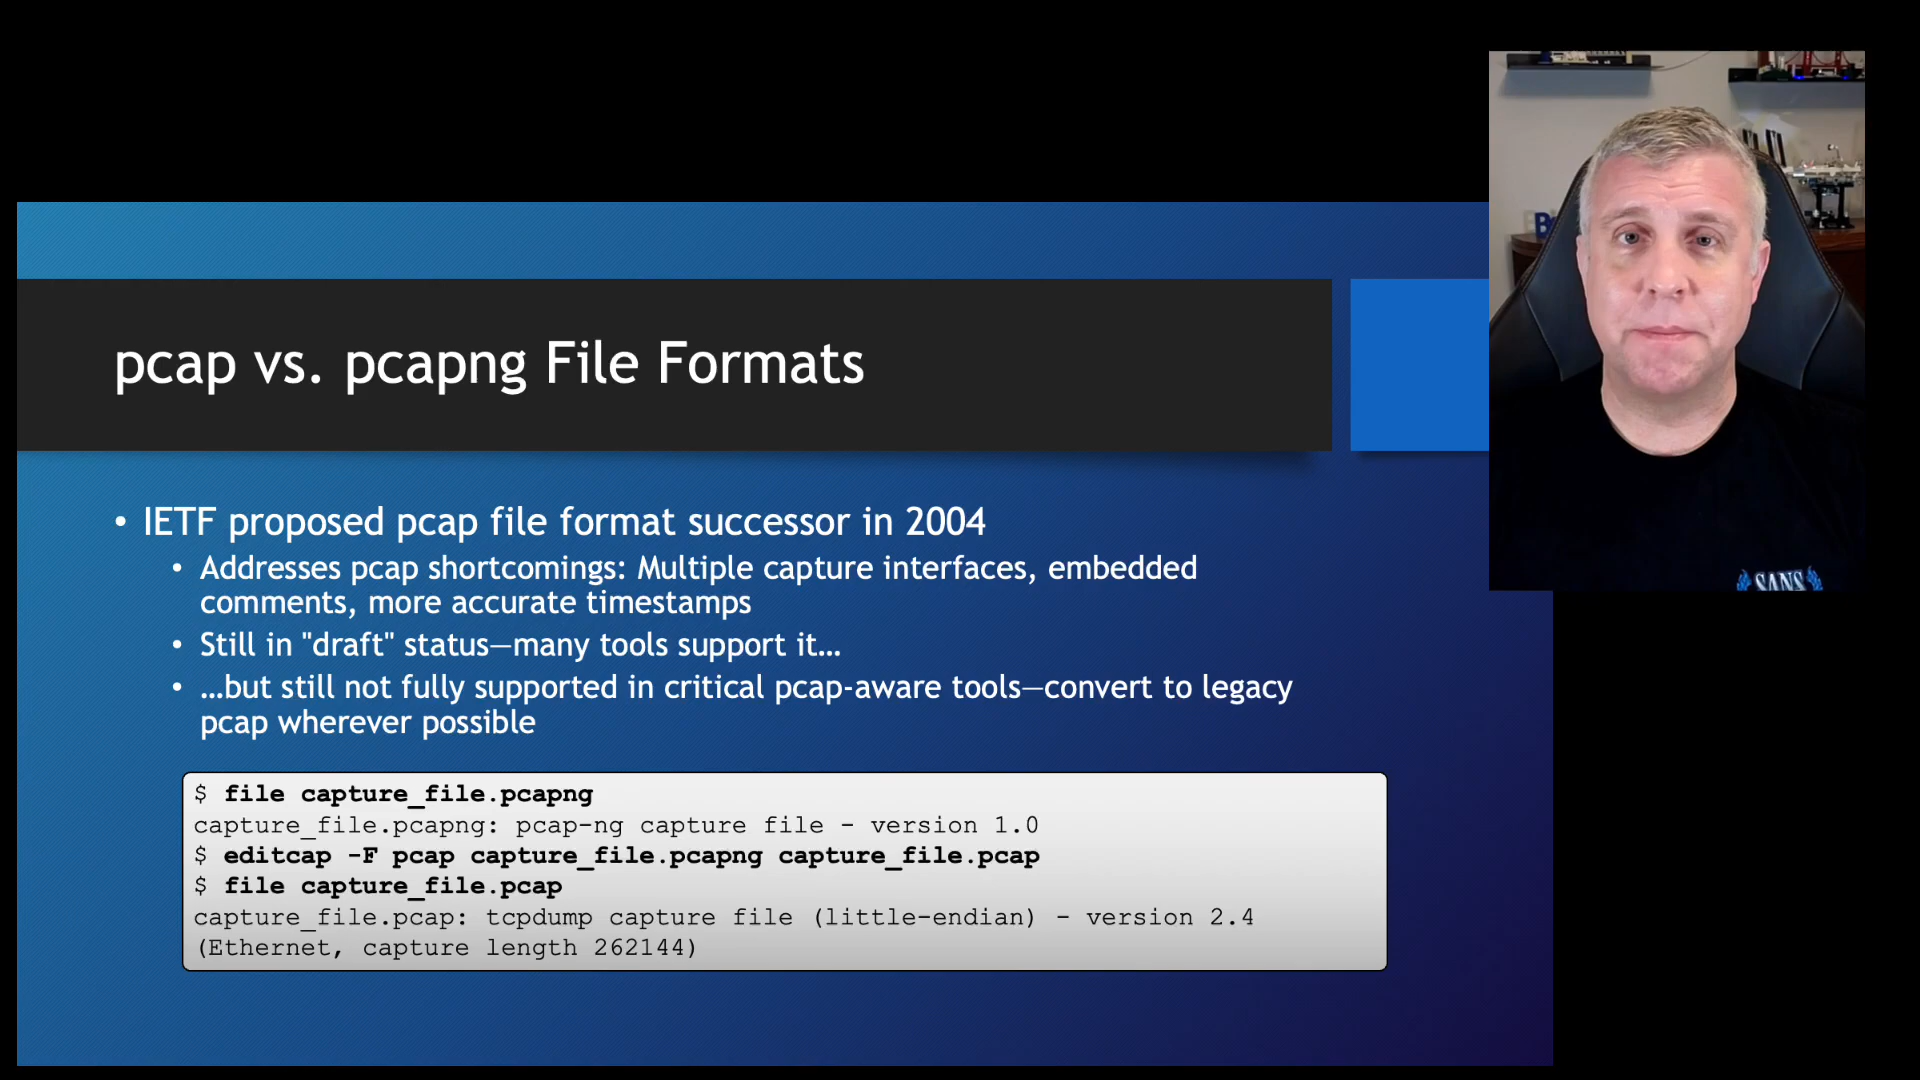 pcap vs. pcapng File Formats
• IETF proposed pcap file format successor in 2004
• Addresses pcap shortcomings: Multiple capture interfaces, embedded
comments, more accurate timestamps
• Still in "draft" status—many tools support it…
• …but still not fully supported in critical pcap-aware tools—convert to legacy
pcap wherever possible
$ file capture_file.pcapng
capture_file.pcapng: pcap-ng capture file - version 1.0
$ editcap -F pcap capture_file.pcapng capture_file.pcap
$ file capture_file.pcap
capture_file.pcap: tcpdump capture file (little-endian) - version 2.4
(Ethernet, capture length 262144)
SANS